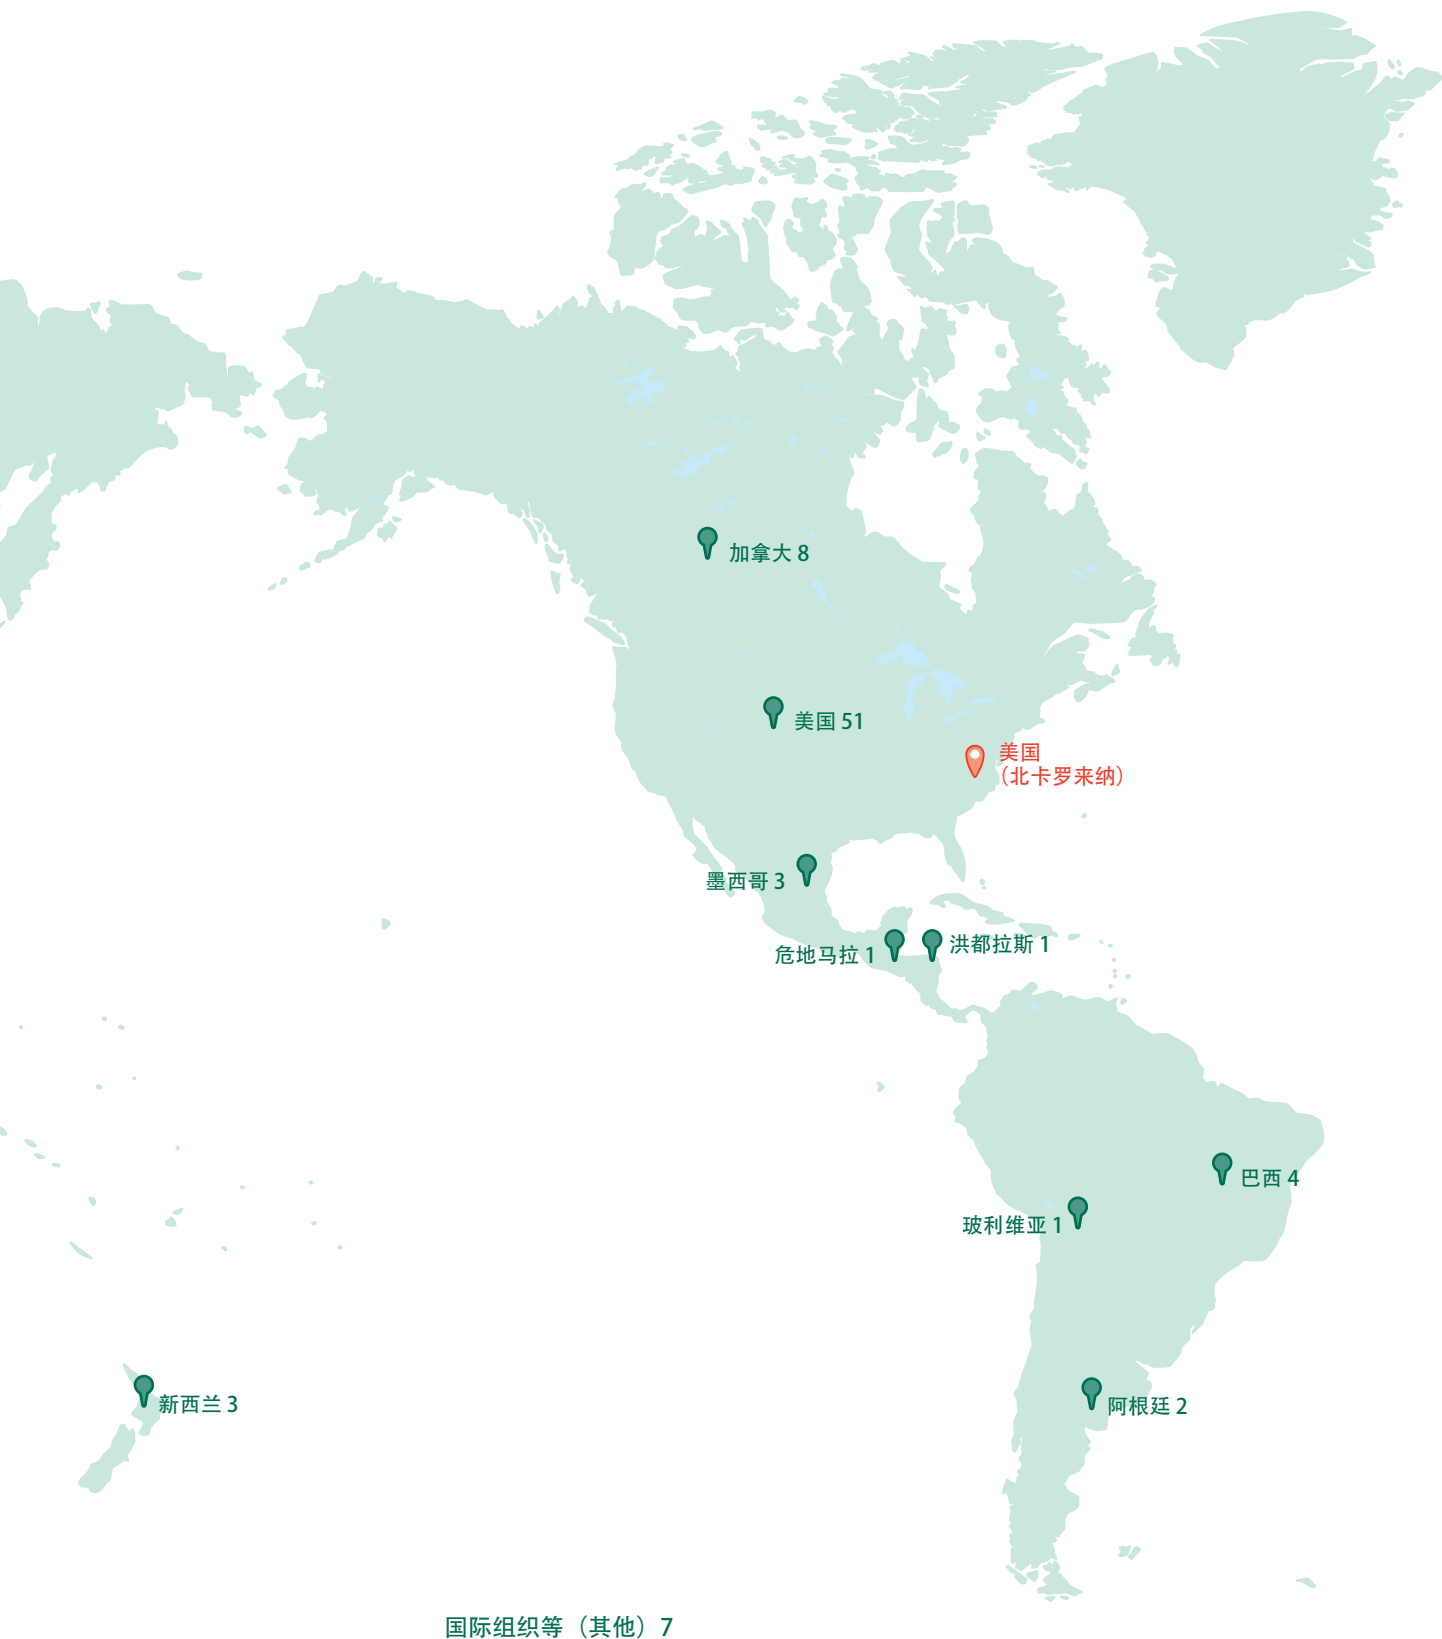 加拿大 8
美国 51
美国
（北卡罗来纳）
墨西哥 3
危地马拉 1
洪都拉斯 1
巴西 4
玻利维亚 1
新西兰 3
阿根廷 2
国际组织等（其他）7